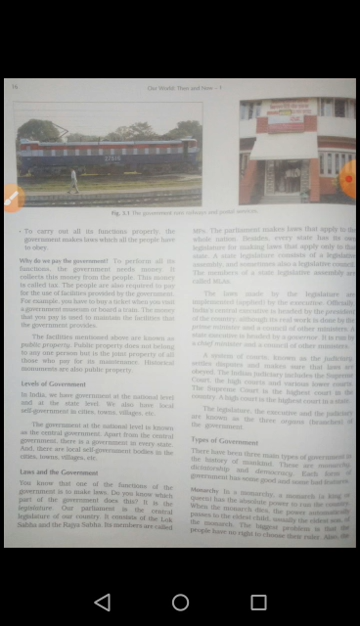 76
Our World: Then and Now – 1
Fig. 3.1 The government runs railways and postal services.
• To carry out all its functions properly, the
government makes laws which all the people have
to obey.
Why do we pay the government? To perform all its
functions, the government needs money. It
collects this money from the people. This money
is called tax. The people are also required to pay
for the use of facilities provided by the government.
For example, you have to buy a ticket when you visit
a government museum or board a train. The money
that you pay is used to maintain the facilities that
the government provides.
The facilities mentioned above are known as
public property. Public property does not belong
to any one person but is the joint property of all
those who pay for its maintenance. Historical
monuments are also public property.
Levels of Government
In India, we have government at the national level
and at the state level. We also have local
self-government in cities, towns, villages, etc.
The government at the national level is known
as the central government. Apart from the central
government, there is a government in every state.
And, there are local self-government bodies in the
cities, towns, villages, etc.
Laws and the Government
You know that one of the functions of the
government is to make laws. Do you know which
part of the government does this? It is the
legislature. Our parliament is the central
legislature of our country. It consists of the Lok
Sabha and the Rajya Sabha. Its members are called
MPs. The parliament makes laws that apply to the
whole nation. Besides, every state has its own
legislature for making laws that apply only to that
state. A state legislature consists of a legislative
assembly, and sometimes also a legislative council.
The members of a state legislative assembly are
called MLAs.
The laws made by the legislature are
implemented (applied) by the executive. Officially
India's central executive is headed by the president
of the country, although its real work is done by the
prime minister and a council of other ministers. A
state executive is headed by a governor. It is run by
a chief minister and a council of other ministers.
A system of courts, known as the judiciary,
settles disputes and makes sure that laws are
obeyed. The Indian judiciary includes the Supreme
Court, the high courts and various lower courts.
The Supreme Court is the highest court in the
country. A high court is the highest court in a state.
The legislature, the executive and the judiciary
are known as the three organs (branches) of
the government.
Types of Government
There have been three main types of government in
the history of mankind. These are monarchy,
dictatorship and democracy. Each form of
government has some good and some bad features.
Monarchy In a monarchy, a monarch (a king or
queen) has the absolute power to run the country.
When the monarch dies, the power automatically
passes to the eldest child, usually the eldest son, of
the monarch. The biggest problem is that the
people have no right to choose their ruler. Also, the